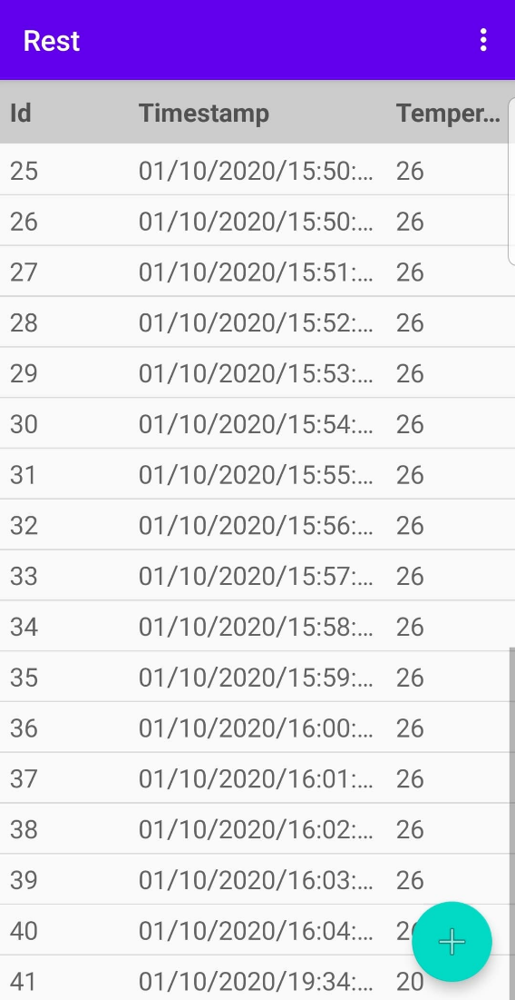 Rest
Id Timestamp Temper...
25 01/10/2020/15:50:... 26
26 01/10/2020/15:50:... 26
27 01/10/2020/15:51:... 26
28 01/10/2020/15:52:... 26
29 01/10/2020/15:53:... 26
30 01/10/2020/15:54:... 26
31 01/10/2020/15:55:... 26
32 01/10/2020/15:56:... 26
33 01/10/2020/15:57:... 26
34 01/10/2020/15:58:... 26
35 01/10/2020/15:59:... 26
36 01/10/2020/16:00:... 26
37 01/10/2020/16:01:... 26
38 01/10/2020/16:02:... 26
39 01/10/2020/16:03:... 26
40 01/10/2020/16:04:...
41 01/10/2020/19:34:... 20